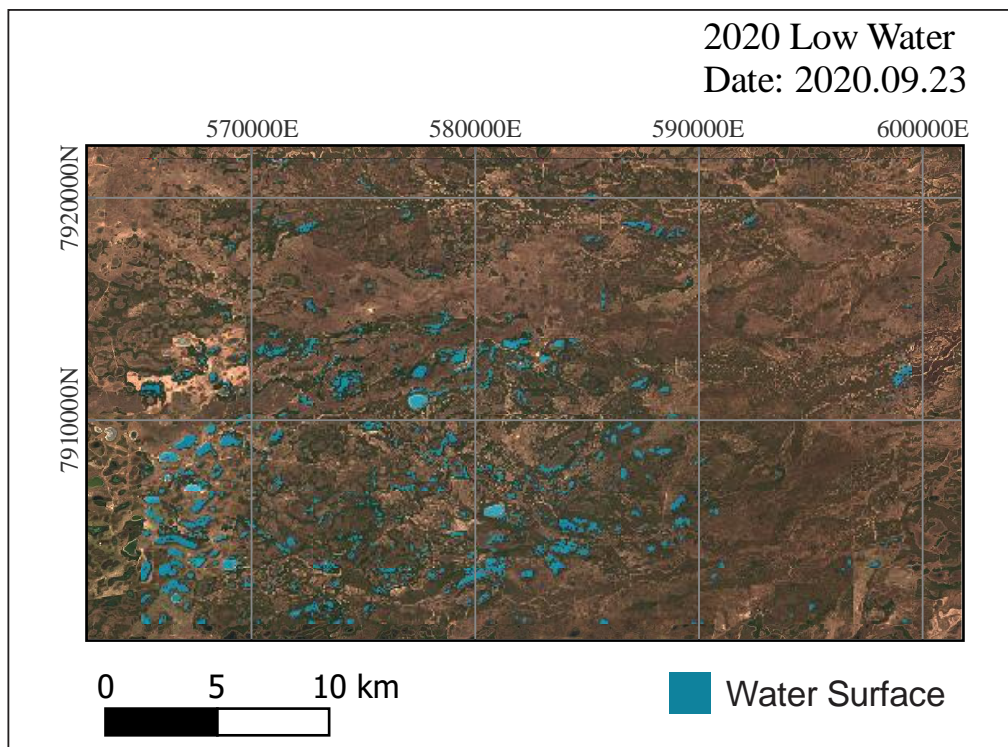 2020 Low Water
Date: 2020.09.23
570000E 580000E 590000E 600000E
7920000N
7910000N
0 5 10 km
Water Surface